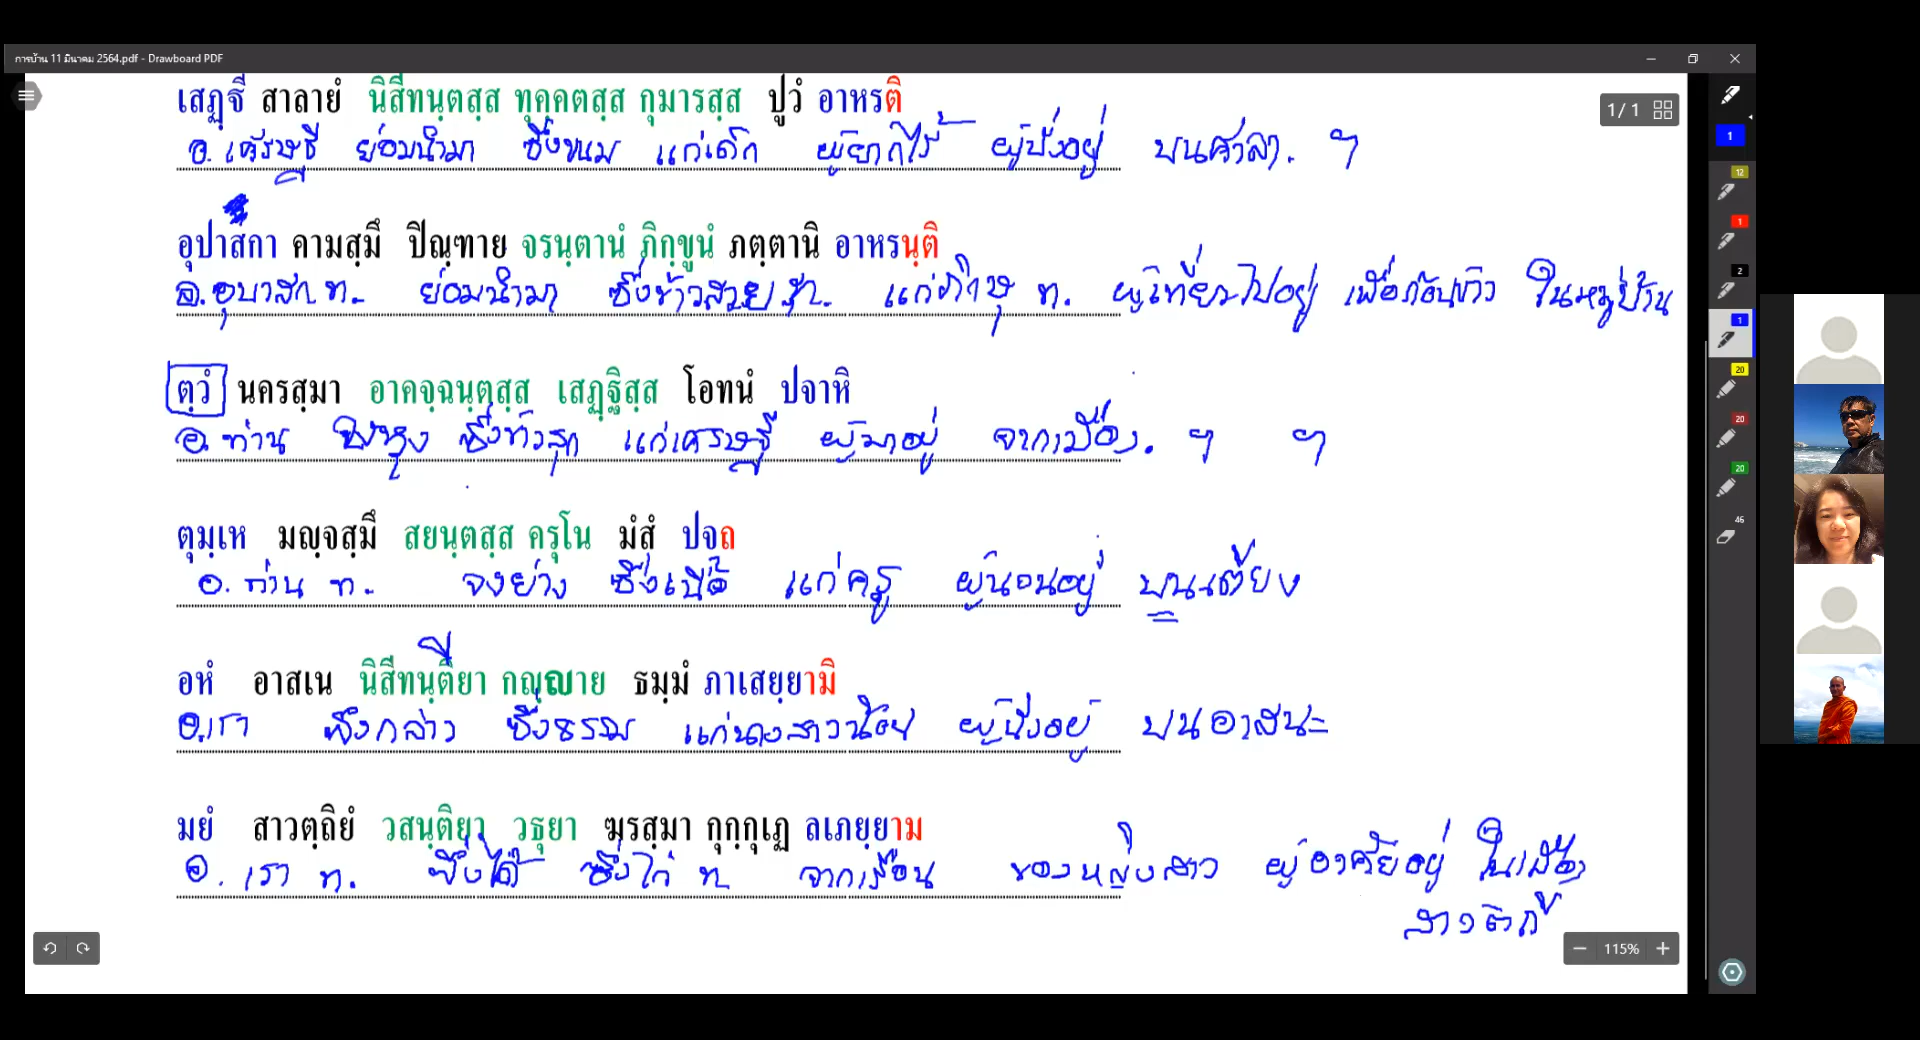 การบ้าน 11 มีนาคม 2564.pdf - Drawboard PDF
1 / 1
เสฏฺฐี สาลายํ นิสีทนฺตสฺส ทุคฺคตสฺส กุมารสฺส ปูวํ อาหรติ
อ.เศรษฐี ย่อมนำมา ซึ่งขนม แก่เด็ก ผู้ยากไร้ ผู้นั่งอยู่ บนศาลา. ฯ
อุปาสกา คามสฺมึ ปิณฺฑาย จรนฺตานํ ภิกฺขูนํ ภตฺตานิ อาหรนฺติ
อ.อุบาสก ท. ย่อมนำมา ซึ่งข้าวสวย ท. แก่ภิกษุ ท. ผู้เที่ยวไปอยู่ เพื่อก้อนข้าว ในหมู่บ้าน
ตฺวํ นครสฺมา อาคจฺฉนฺตสฺส เสฏฺฐิสฺส โอทนํ ปจาหิ
อ.ท่าน หุง ซึ่งข้าวสุก แก่เศรษฐี ผู้มาอยู่ จากเมือง. ฯ ฯ
ตุมฺเห มญฺจสฺมึ สยนฺตสฺส ครุโน มํสํ ปจถ
อ.ท่าน ท. จงย่าง ซึ่งเนื้อ แก่ครู ผู้นอนอยู่ บนเตียง
อหํ อาสเน นิสีทนฺติยา กญฺญาย ธมฺมํ ภาเสยฺยามิ
อ.เรา พึงกล่าว ซึ่งธรรม แก่นางสาวน้อย ผู้นั่งอยู่ บนอาสนะ
มยํ สาวตฺถิยํ วสนฺติยา วธุยา ฆรสฺมา กุกฺกุเฏ ลเภยฺยาม
อ.เรา ท. พึงได้ ซึ่งไก่ ท จากเรือน ของหญิงสาว ผู้อาศัยอยู่ ในเมือง
สาวัตถี
115%
1
12
1
2
1
20
20
20
46